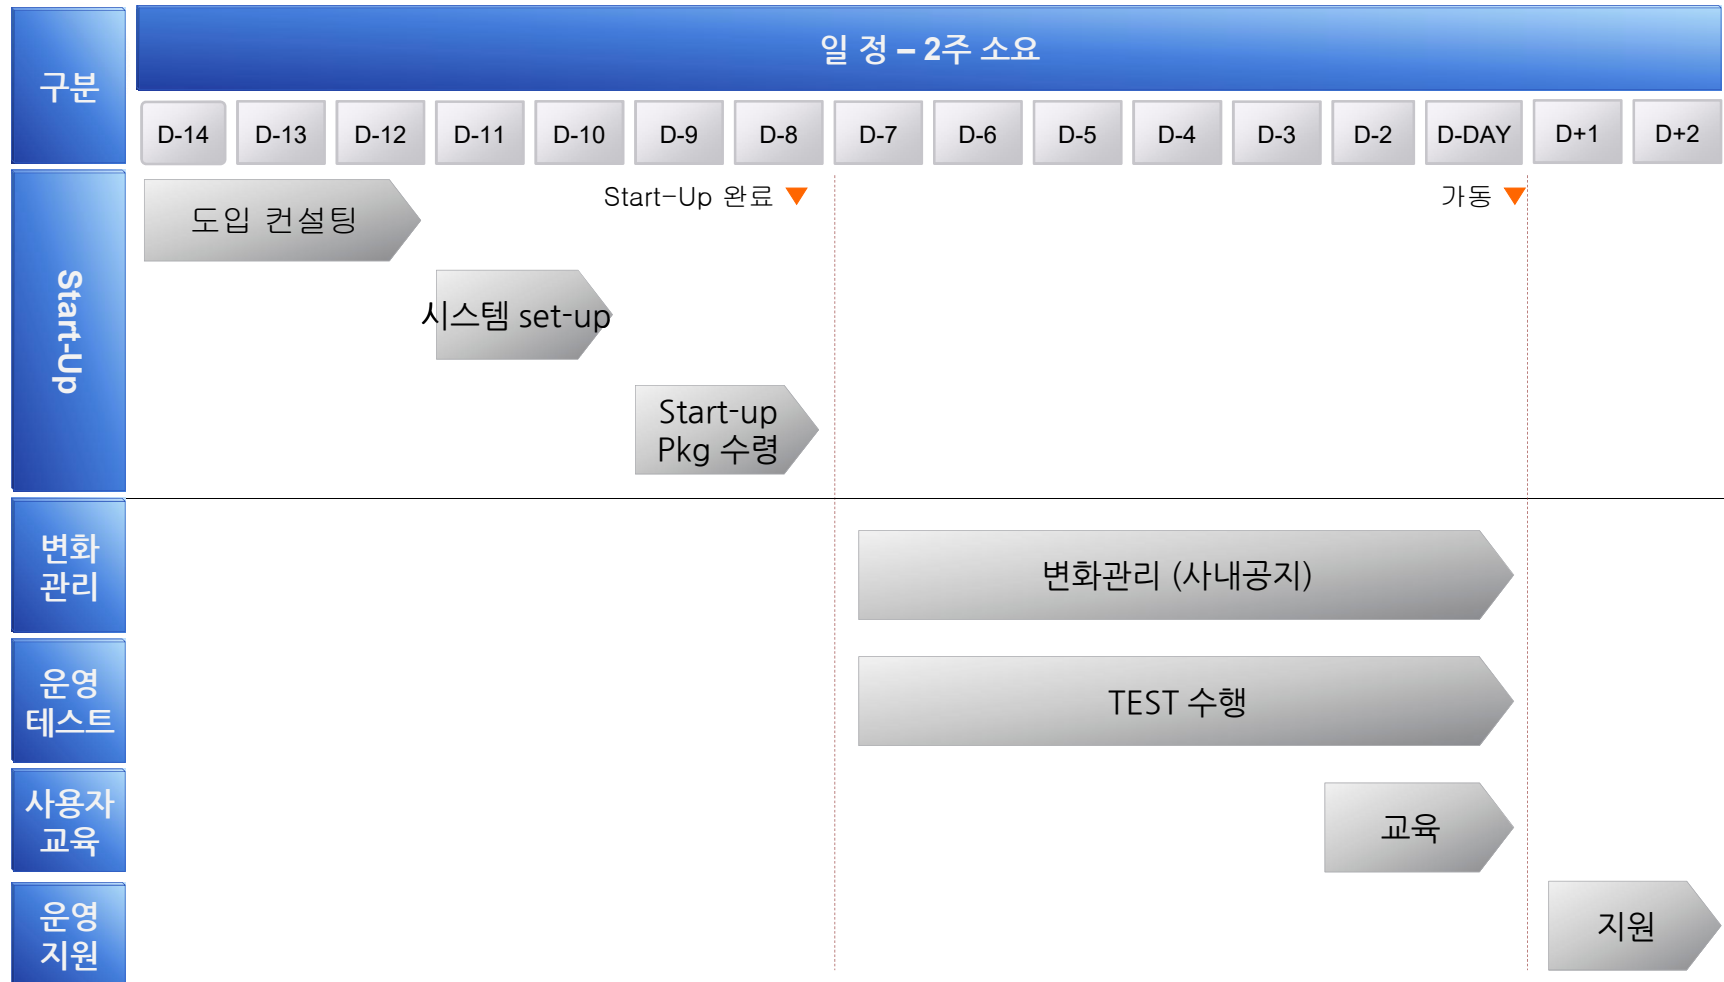 구분
일 정 – 2주 소요
D-14 D-13 D-12 D-11 D-10 D-9 D-8 D-7 D-6 D-5 D-4 D-3 D-2 D-DAY D+1 D+2
Start-Up
도입 컨설팅
Start-Up 완료 ▼
가동 ▼
시스템 set-up
Start-up
Pkg 수령
변화
관리
변화관리 (사내공지)
운영
테스트
TEST 수행
사용자
교육
교육
운영
지원
지원